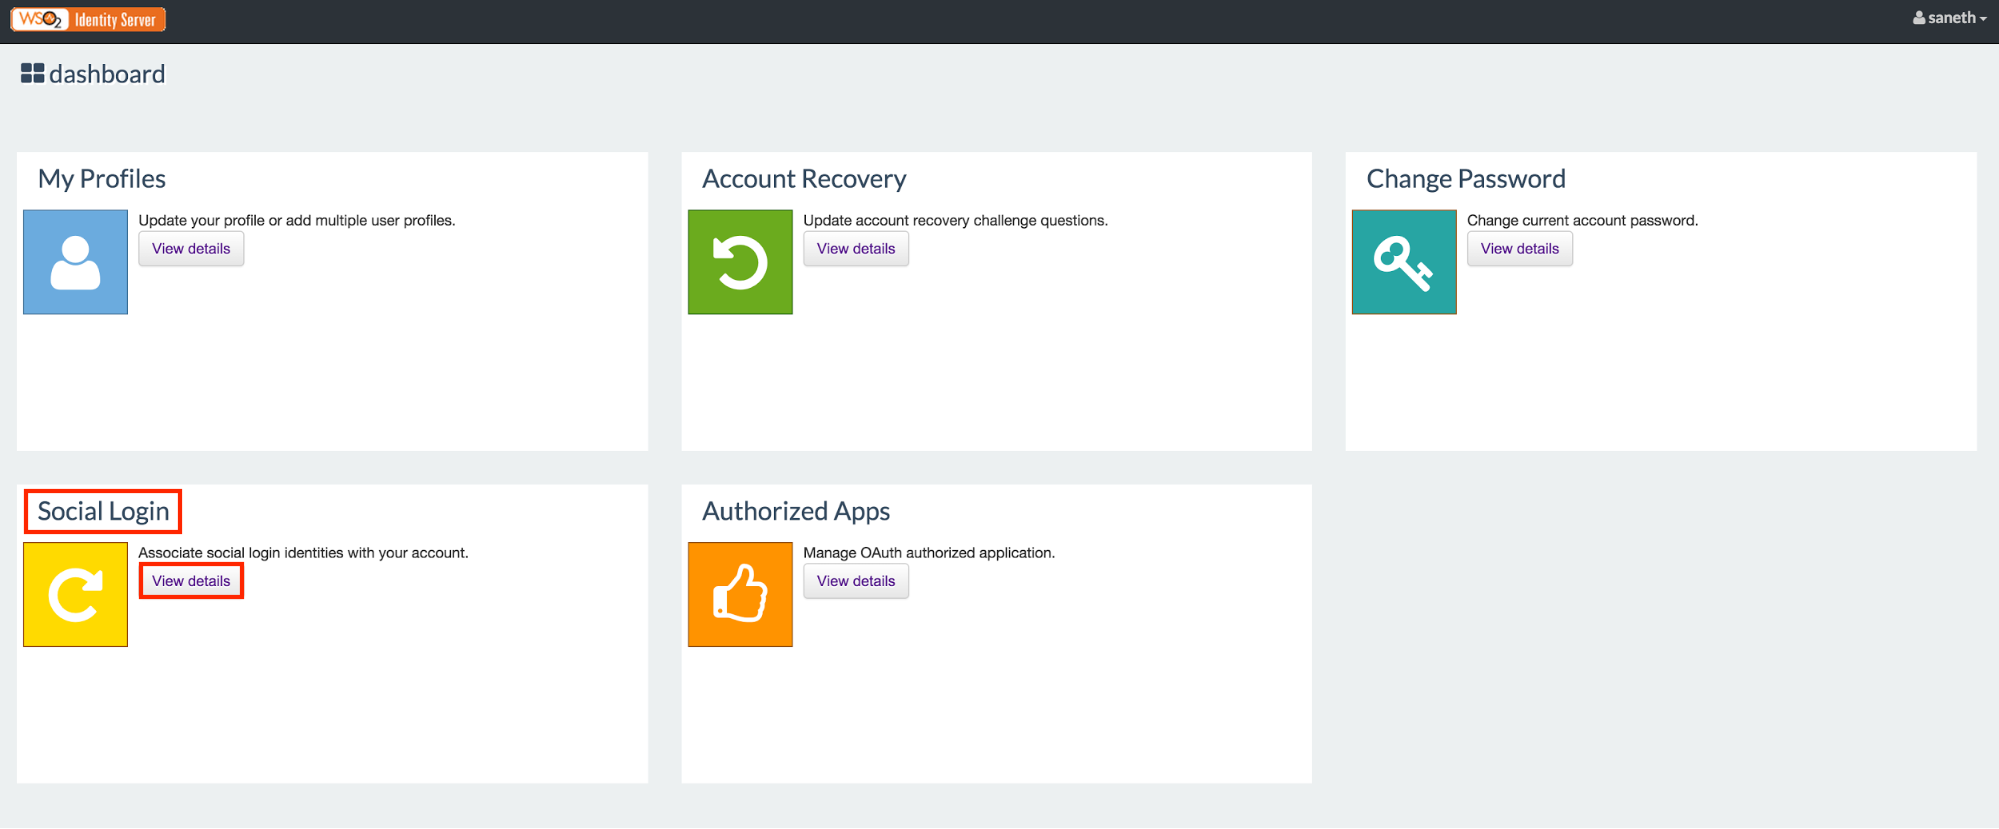 WSO2 Identity Server
saneth
dashboard
My Profiles
Update your profile or add multiple user profiles.
View details
Account Recovery
Update account recovery challenge questions.
View details
Change Password
Change current account password.
View details
Social Login
Associate social login identities with your account.
View details
Authorized Apps
Manage OAuth authorized application.
View details